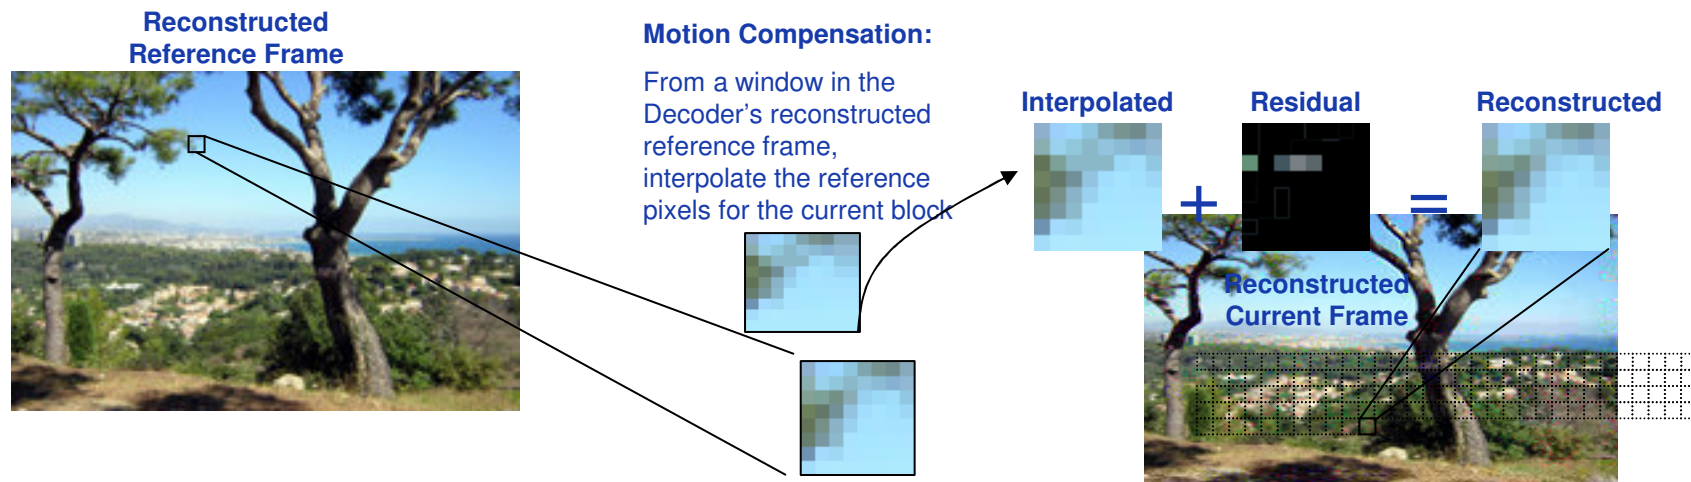 Reconstructed
Reference Frame
Motion Compensation:
From a window in the
Decoder's reconstructed
reference frame,
interpolate the reference
pixels for the current block
Interpolated
Residual
Reconstructed
+
=
Reconstructed
Current Frame